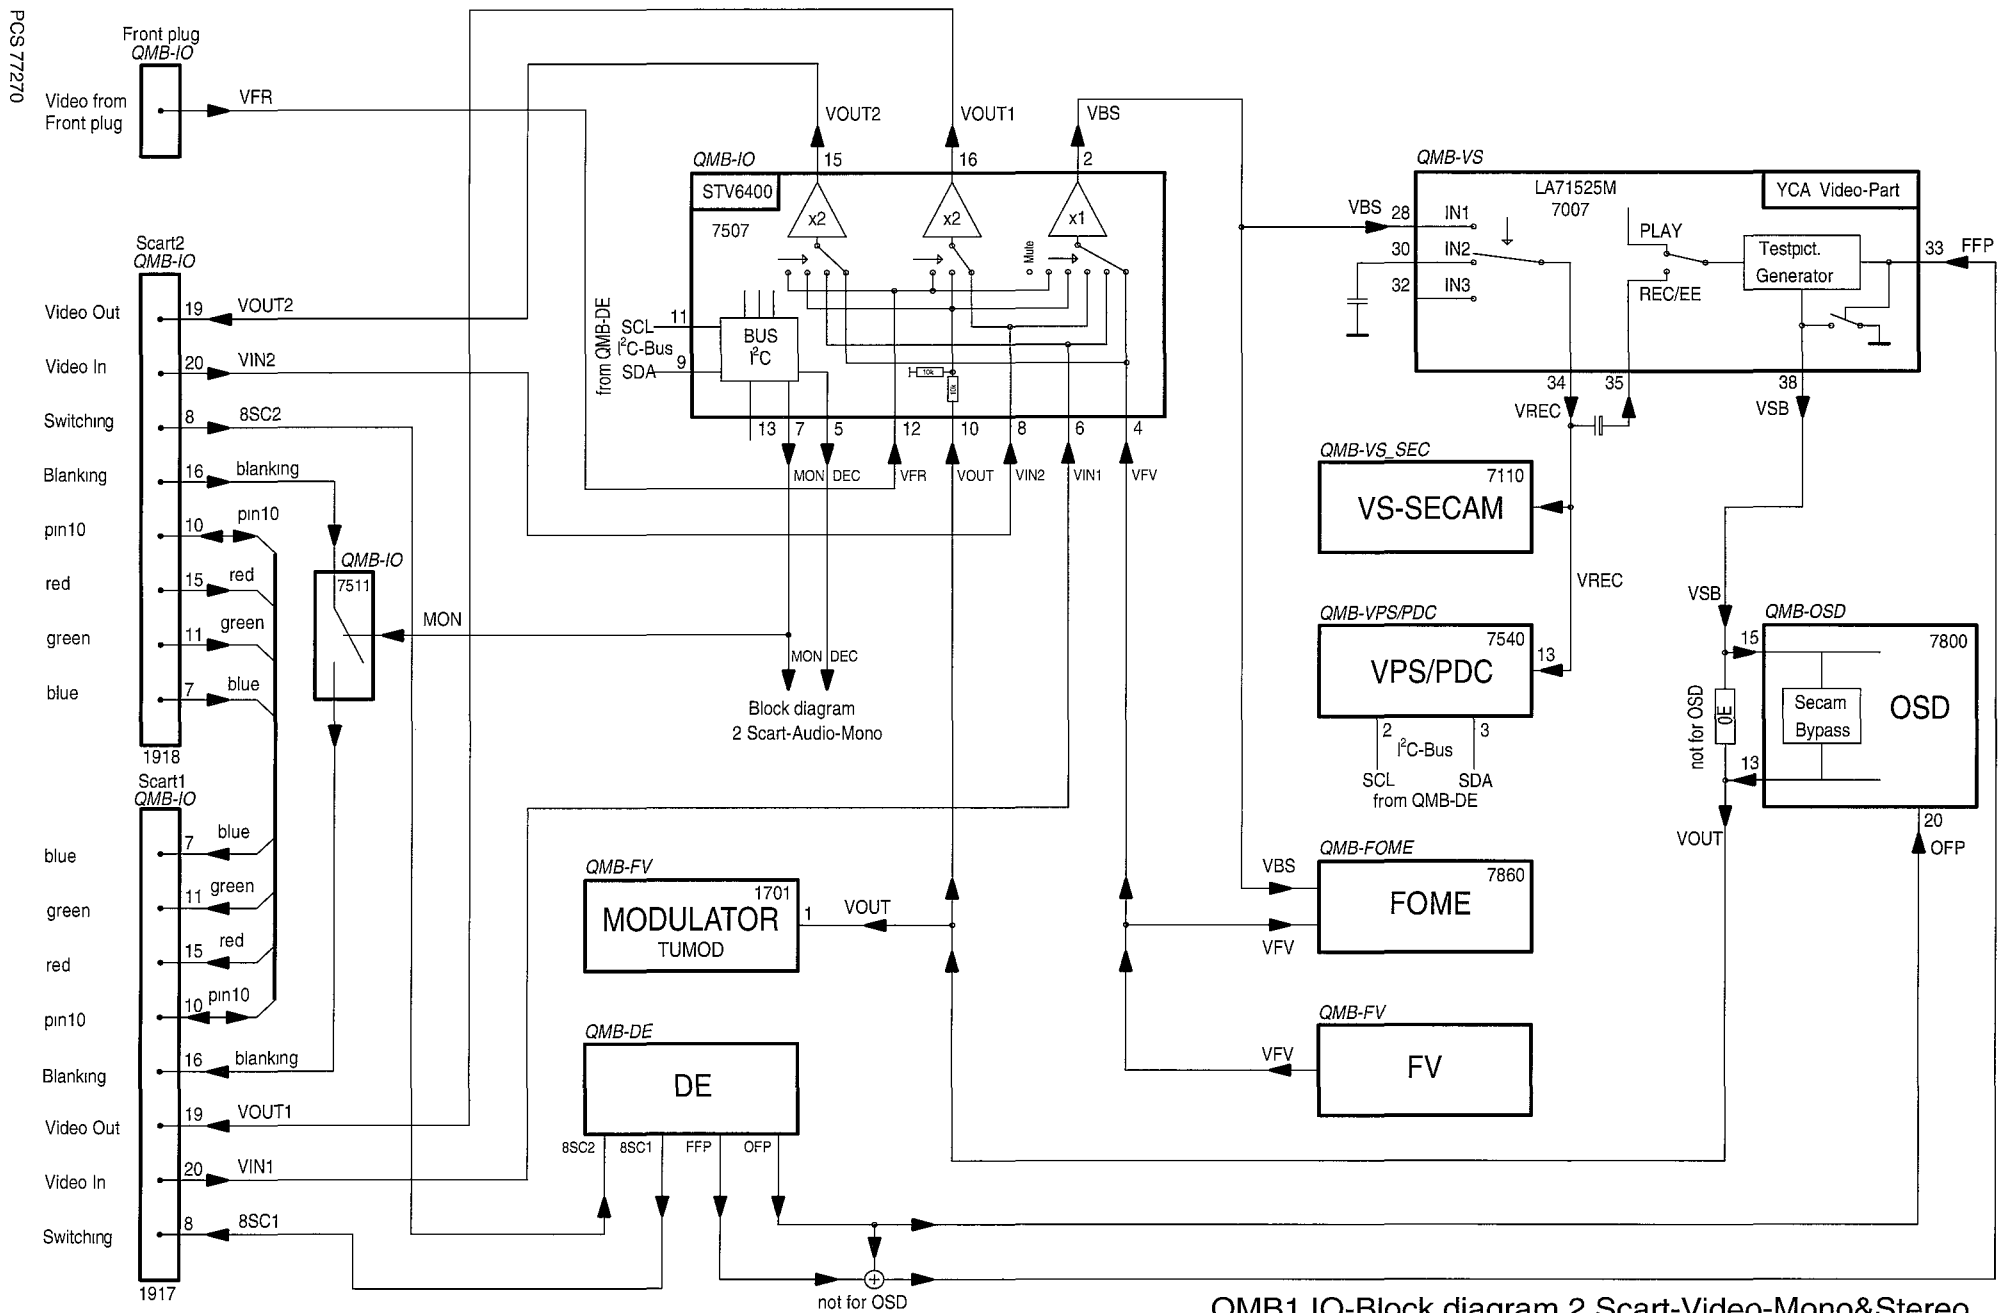 PCS 77270
Front plug
QMB-IO
Video from
Front plug
VFR
Scart2
QMB-IO
Video Out
19
VOUT2
Video In
20
VIN2
Switching
8
8SC2
Blanking
16
blanking
pin10
10
pin10
red
15
red
green
11
green
blue
7
blue
1918
QMB-IO
7511
MON
Scart1
QMB-IO
blue
7
blue
green
11
green
red
15
red
pin10
10
pin10
Blanking
16
blanking
Video Out
19
VOUT1
Video In
20
VIN1
Switching
8
8SC1
1917
VOUT2
VOUT1
VBS
QMB-IO
15
16
2
STV6400
7507
x2
x2
x1
Mute
from QMB-DE
SCL
11
I²C-Bus
SDA
9
BUS
I²C
10k
10k
13
7
5
12
10
8
6
4
MON
DEC
VFR
VOUT
VIN2
VIN1
VFV
MON
DEC
Block diagram
2 Scart-Audio-Mono
QMB-FV
1701
MODULATOR
TUMOD
1
VOUT
QMB-DE
DE
8SC2
8SC1
FFP
OFP
not for OSD
QMB-VS
LA71525M
7007
YCA Video-Part
VBS
28
IN1
30
IN2
32
IN3
PLAY
REC/EE
Testpict.
Generator
33
FFP
34
35
38
VREC
VSB
QMB-VS_SEC
7110
VS-SECAM
VREC
QMB-VPS/PDC
7540
VPS/PDC
13
2
3
I²C-Bus
SCL
SDA
from QMB-DE
VSB
QMB-OSD
15
7800
OSD
Secam
Bypass
not for OSD
0E
13
20
VOUT
OFP
QMB-FOME
7860
FOME
VBS
VFV
QMB-FV
FV
VFV
QMB1 IO-Block diagram 2 Scart-Video-Mono&Stereo